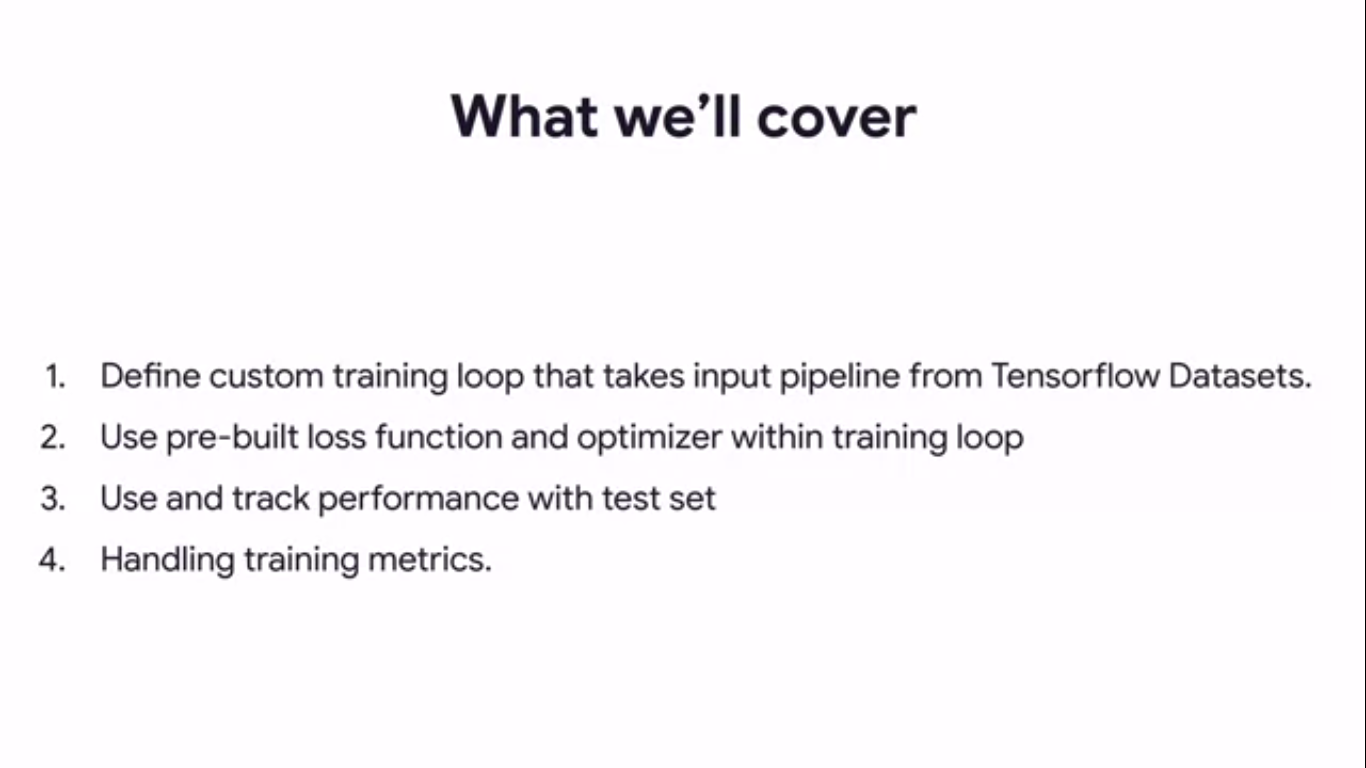 What we’ll cover
1. Define custom training loop that takes input pipeline from Tensorflow Datasets.
2. Use pre-built loss function and optimizer within training loop
3. Use and track performance with test set
4. Handling training metrics.